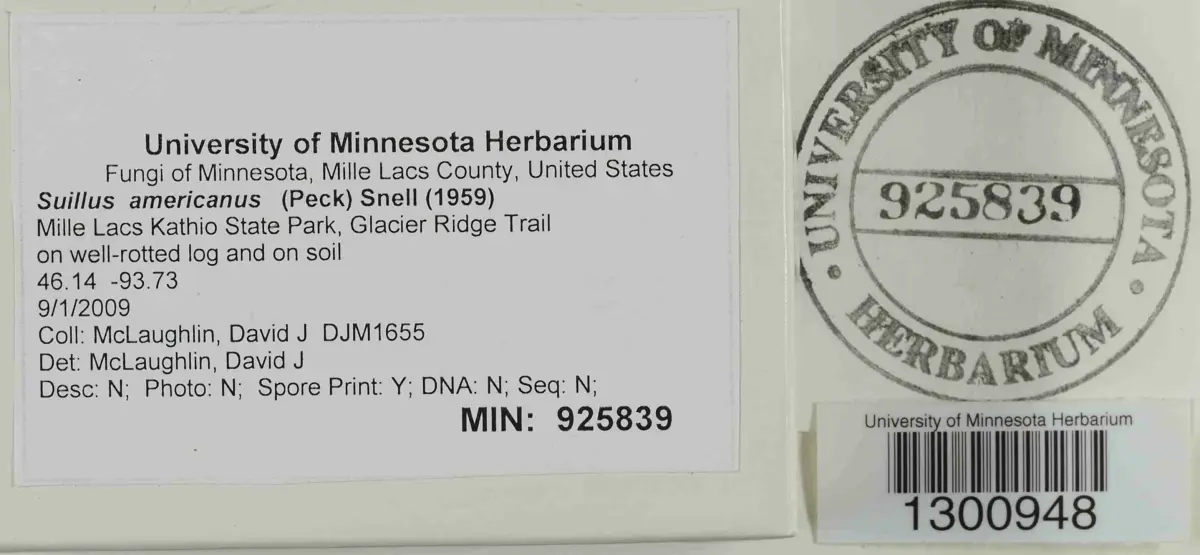 University of Minnesota Herbarium
Fungi of Minnesota, Mille Lacs County, United States
Suillus americanus (Peck) Snell (1959)
Mille Lacs Kathio State Park, Glacier Ridge Trail
on well-rotted log and on soil
46.14 -93.73
9/1/2009
Coll: McLaughlin, David J DJM1655
Det: McLaughlin, David J
Desc: N; Photo: N; Spore Print: Y; DNA: N; Seq: N;
MIN: 925839
UNIVERSITY OF MINNESOTA
925839
HERBARIUM
University of Minnesota Herbarium
1300948